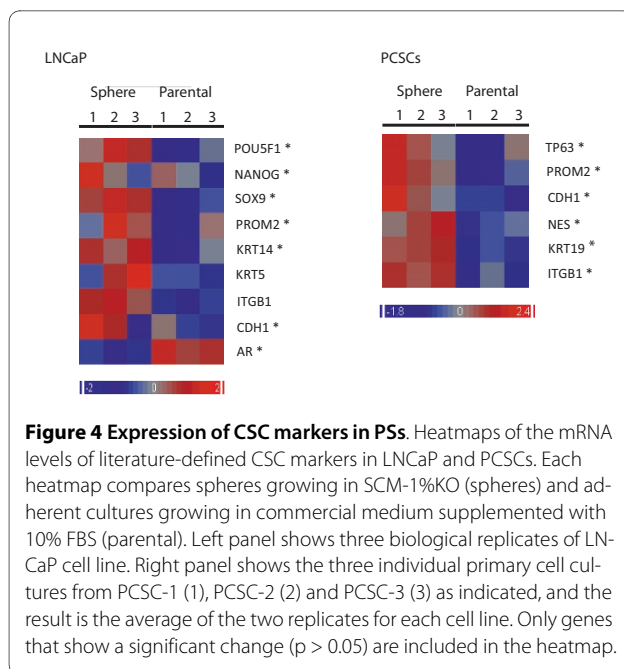 LNCaP
Sphere Parental
1 2 3 1 2 3
POU5F1 *
NANOG *
SOX9 *
PROM2 *
KRT14 *
KRT5
ITGB1
CDH1 *
AR *
-2 0 2
PCSCs
Sphere Parental
1 2 3 1 2 3
TP63 *
PROM2 *
CDH1 *
NES *
KRT19 *
ITGB1 *
-1.8 0 2.4
Figure 4 Expression of CSC markers in PSs. Heatmaps of the mRNA
levels of literature-defined CSC markers in LNCaP and PCSCs. Each
heatmap compares spheres growing in SCM-1%KO (spheres) and ad-
herent cultures growing in commercial medium supplemented with
10% FBS (parental). Left panel shows three biological replicates of LN-
CaP cell line. Right panel shows the three individual primary cell cul-
tures from PCSC-1 (1), PCSC-2 (2) and PCSC-3 (3) as indicated, and the
result is the average of the two replicates for each cell line. Only genes
that show a significant change (p > 0.05) are included in the heatmap.